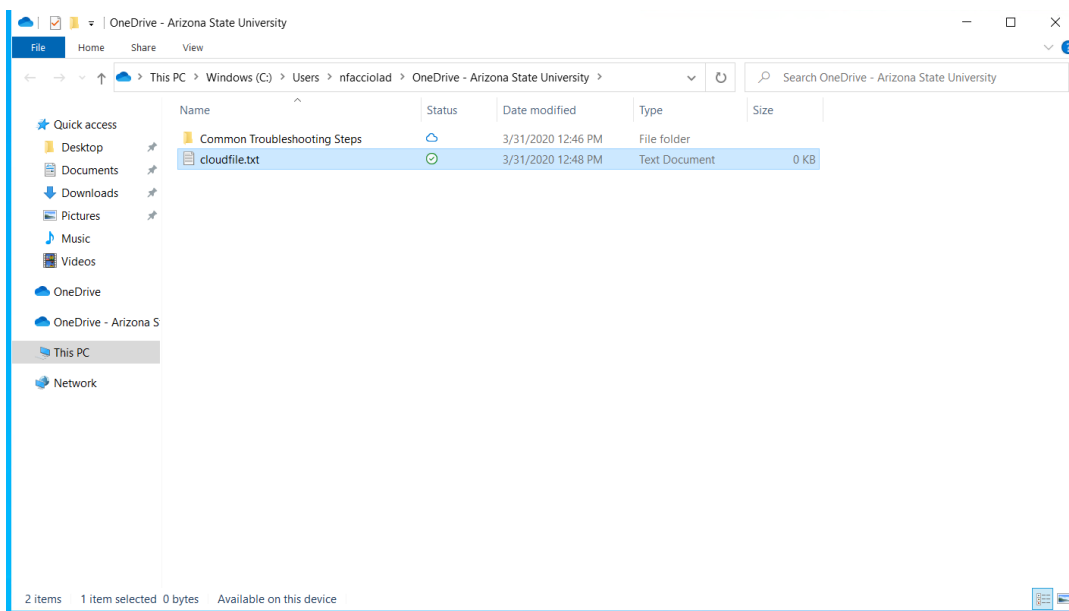 OneDrive - Arizona State University
File Home Share View
This PC > Windows (C:) > Users > nfacciolad > OneDrive - Arizona State University >
Search OneDrive - Arizona State University
Name Status Date modified Type Size
Quick access
Desktop
Documents
Downloads
Pictures
Music
Videos
OneDrive
OneDrive - Arizona S
This PC
Network
Common Troubleshooting Steps 3/31/2020 12:46 PM File folder
cloudfile.txt 3/31/2020 12:48 PM Text Document 0 KB
2 items 1 item selected 0 bytes Available on this device